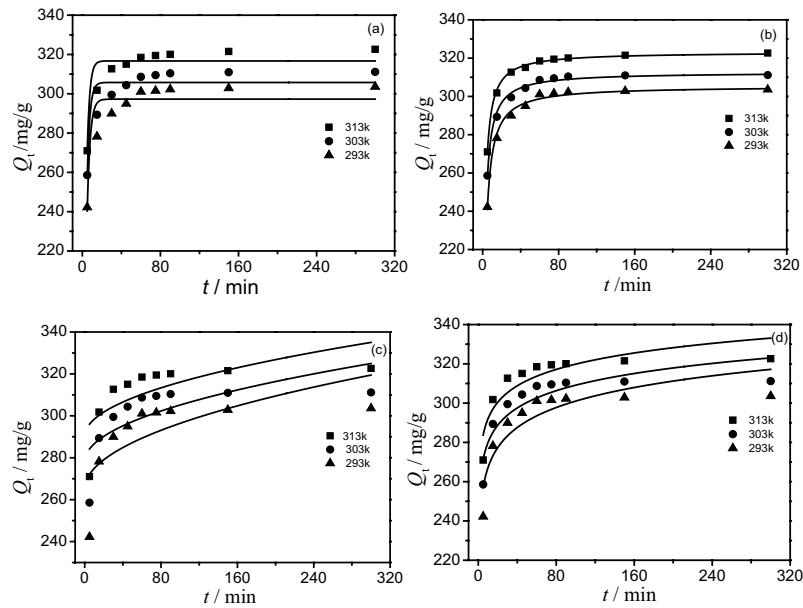 (a)
340
320
300
280
260
240
220
Qt /mg/g
313k
303k
293k
0 80 160 240 320
t / min
(b)
340
320
300
280
260
240
220
Qt /mg/g
313k
303k
293k
0 80 160 240 320
t /min
(c)
340
320
300
280
260
240
Qt / mg/g
313k
303k
293k
0 80 160 240 320
t / min
(d)
340
320
300
280
260
240
220
Qt / mg/g
313k
303k
293k
0 80 160 240 320
t / min